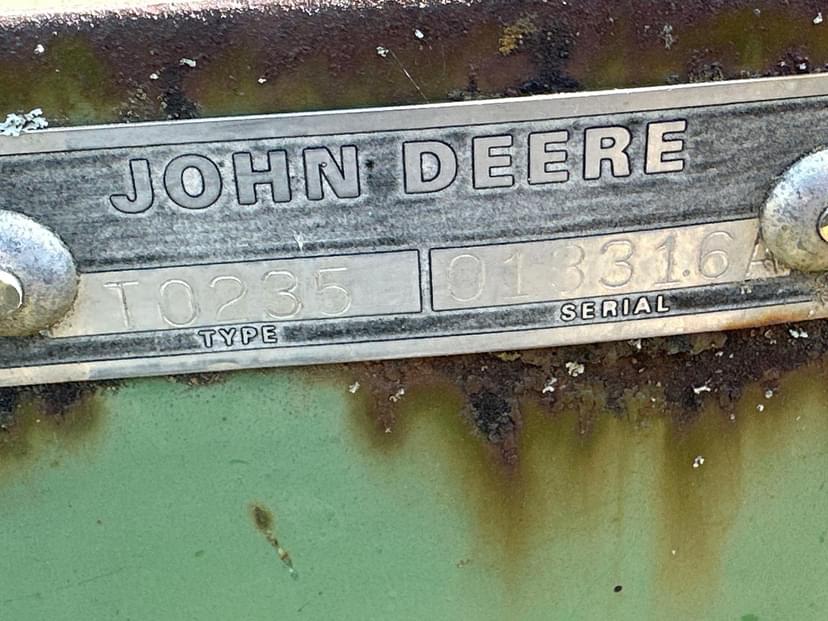 JOHN DEERE
T0235 013316A
TYPE SERIAL